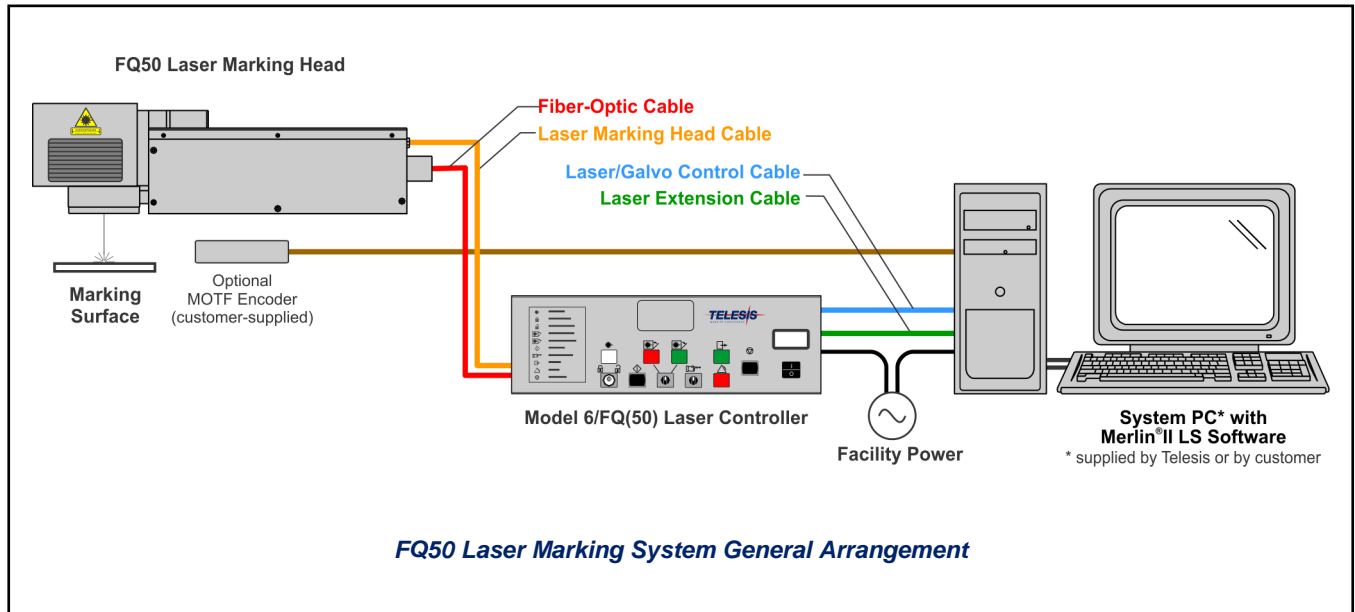 FQ50 Laser Marking Head
Fiber-Optic Cable
Laser Marking Head Cable
Laser/Galvo Control Cable
Laser Extension Cable
Marking
Surface
Optional
MOTF Encoder
(customer-supplied)
TELESIS
Model 6/FQ(50) Laser Controller
Facility Power
System PC* with
Merlin®II LS Software
* supplied by Telesis or by customer
FQ50 Laser Marking System General Arrangement